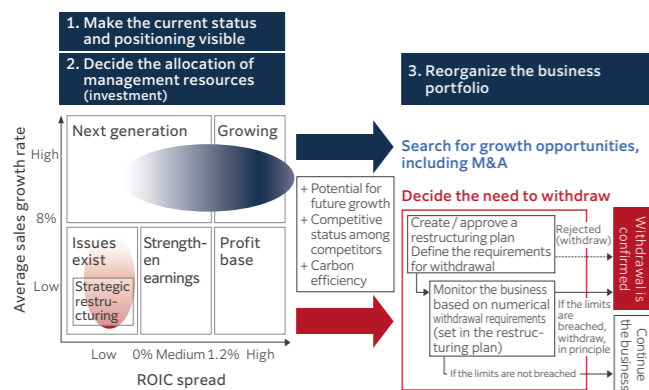 1. Make the current status
and positioning visible
2. Decide the allocation of
management resources
(investment)
3. Reorganize the business
portfolio
Average sales growth rate
High
8%
Low
Next generation
Growing
Issues
exist
Strategic
restru-
cturing
Strength-
en
earnings
Profit
base
Low
0%
Medium
1.2%
High
ROIC spread
+ Potential for
future growth
+ Competitive
status among
competitors
+ Carbon
efficiency
Search for growth opportunities,
including M&A
Decide the need to withdraw
Create / approve a
restructuring plan
Define the requirements
for withdrawal
Rejected
(withdraw)
Withdrawal is
confirmed
Monitor the business
based on numerical
withdrawal requirements
(set in the restruc-
turing plan)
If the limits
are
breached,
withdraw,
in principle
If the limits are not breached
Continue
the business